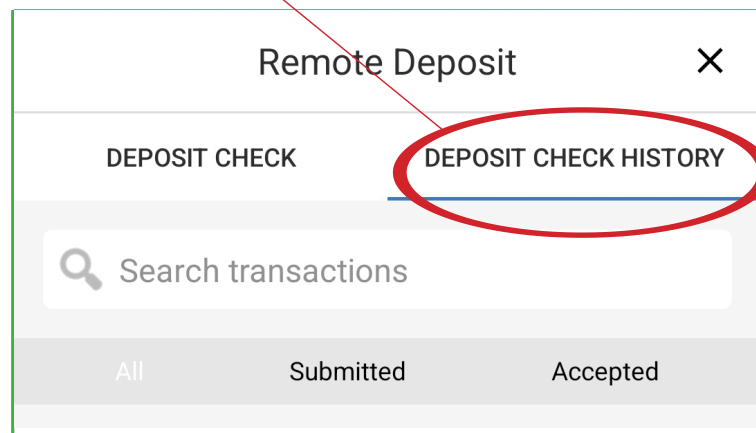 Remote Deposit
DEPOSIT CHECK DEPOSIT CHECK HISTORY
Search transactions
All Submitted Accepted